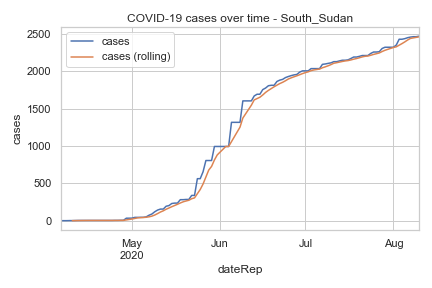 COVID-19 cases over time - South_Sudan
cases
cases (rolling)
2500
2000
1500
1000
500
0
cases
May
2020
Jun
Jul
Aug
dateRep